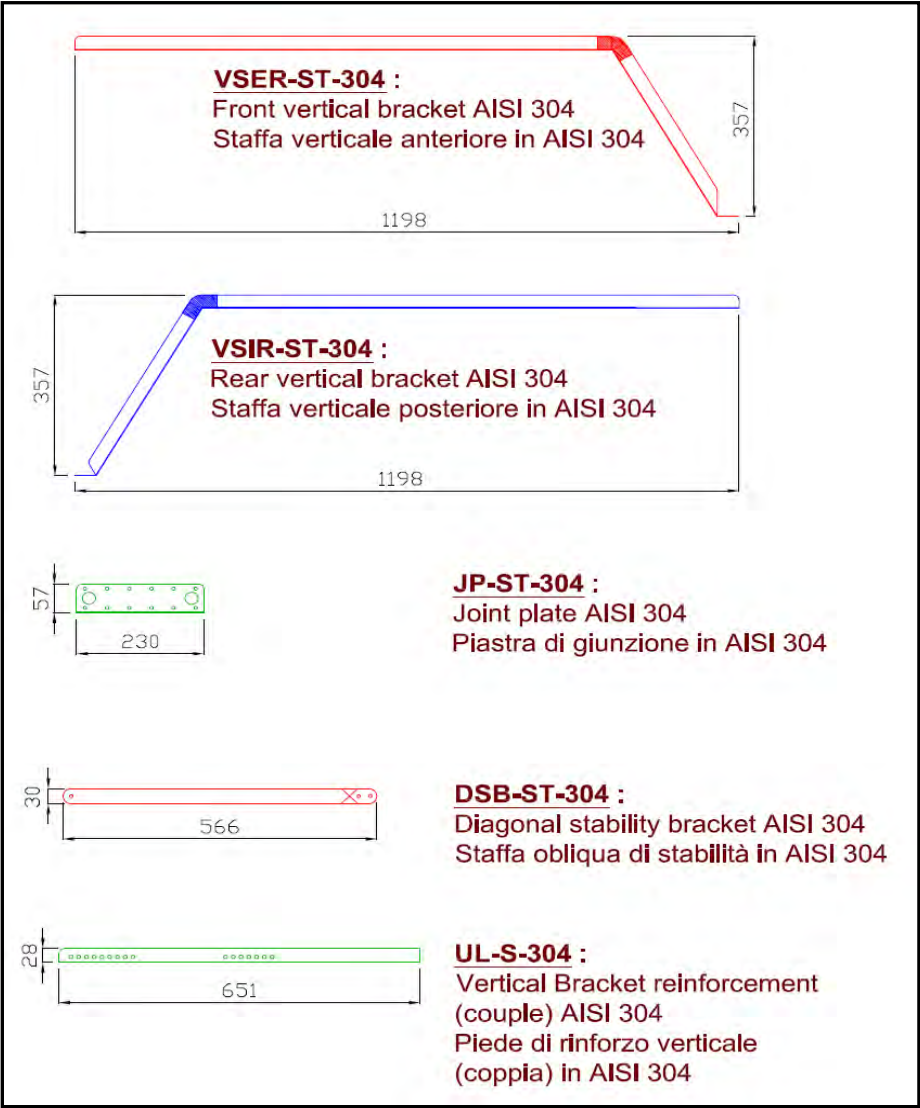 VSER-ST-304 :
Front vertical bracket AISI 304
Staffa verticale anteriore in AISI 304
357
1198
VSIR-ST-304 :
Rear vertical bracket AISI 304
Staffa verticale posteriore in AISI 304
357
1198
57
230
JP-ST-304 :
Joint plate AISI 304
Piastra di giunzione in AISI 304
30
566
DSB-ST-304 :
Diagonal stability bracket AISI 304
Staffa obliqua di stabilità in AISI 304
28
651
UL-S-304 :
Vertical Bracket reinforcement
(couple) AISI 304
Piede di rinforzo verticale
(coppia) in AISI 304